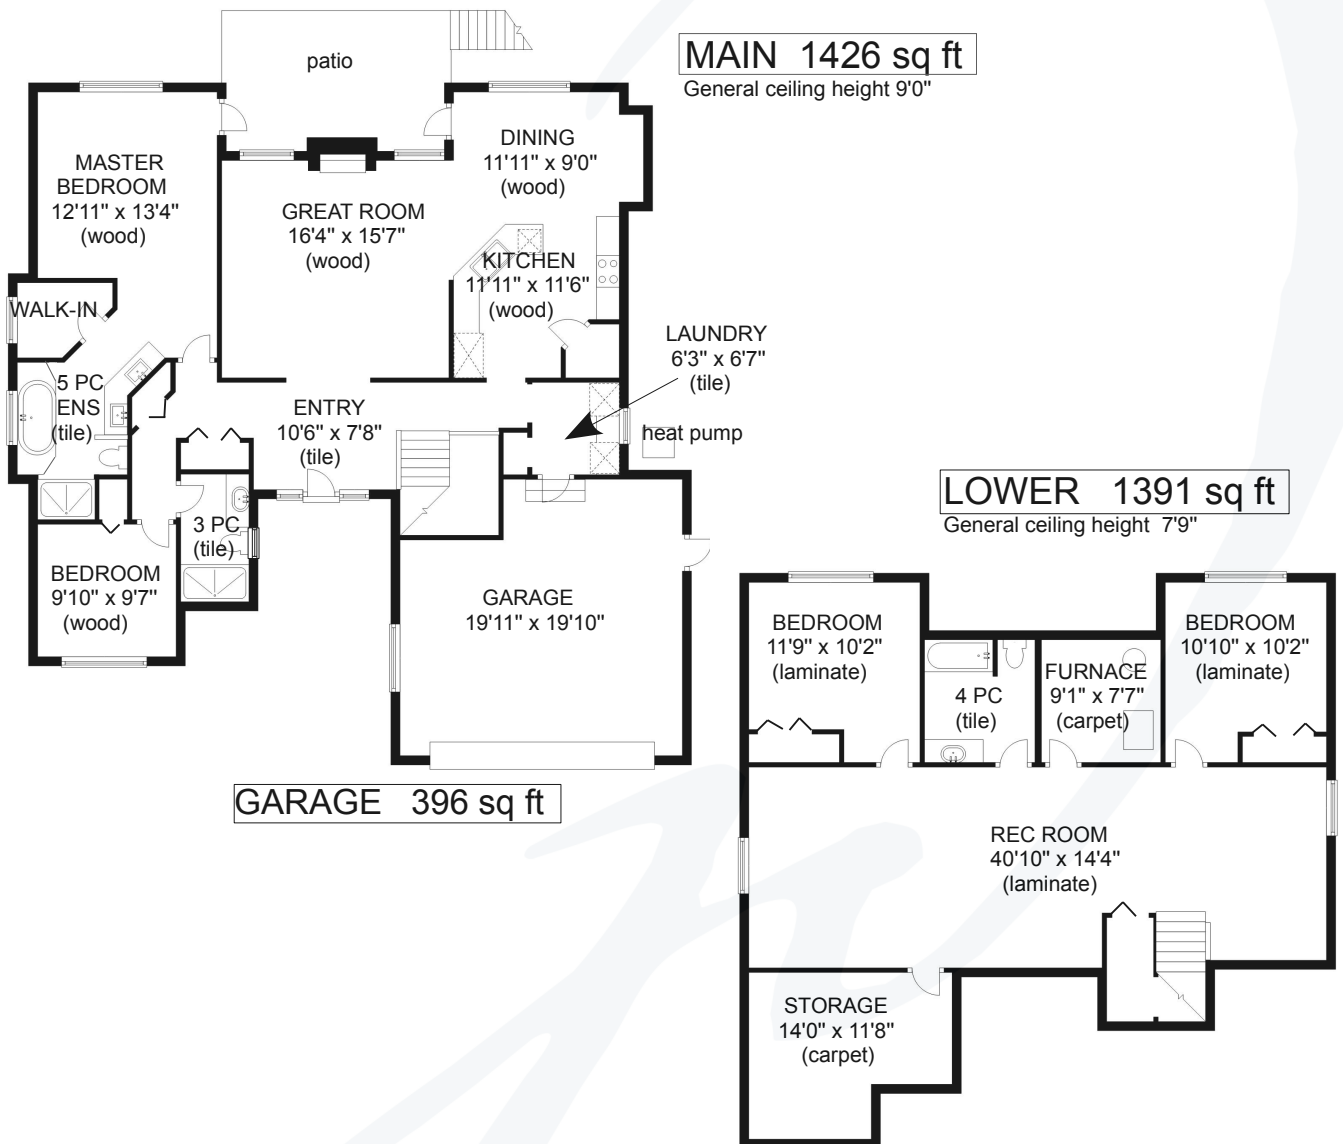 MAIN 1426 sq ft
General ceiling height 9'0"
patio
MASTER
BEDROOM
12'11" x 13'4"
(wood)
DINING
11'11" x 9'0"
(wood)
GREAT ROOM
16'4" x 15'7"
(wood)
KITCHEN
11'11" x 11'6"
(wood)
WALK-IN
LAUNDRY
6'3" x 6'7"
(tile)
5 PC
ENS
(tile)
ENTRY
10'6" x 7'8"
(tile)
heat pump
3 PC
(tile)
BEDROOM
9'10" x 9'7"
(wood)
GARAGE
19'11" x 19'10"
GARAGE 396 sq ft
LOWER 1391 sq ft
General ceiling height 7'9"
BEDROOM
11'9" x 10'2"
(laminate)
4 PC
(tile)
FURNACE
9'1" x 7'7"
(carpet)
BEDROOM
10'10" x 10'2"
(laminate)
REC ROOM
40'10" x 14'4"
(laminate)
STORAGE
14'0" x 11'8"
(carpet)